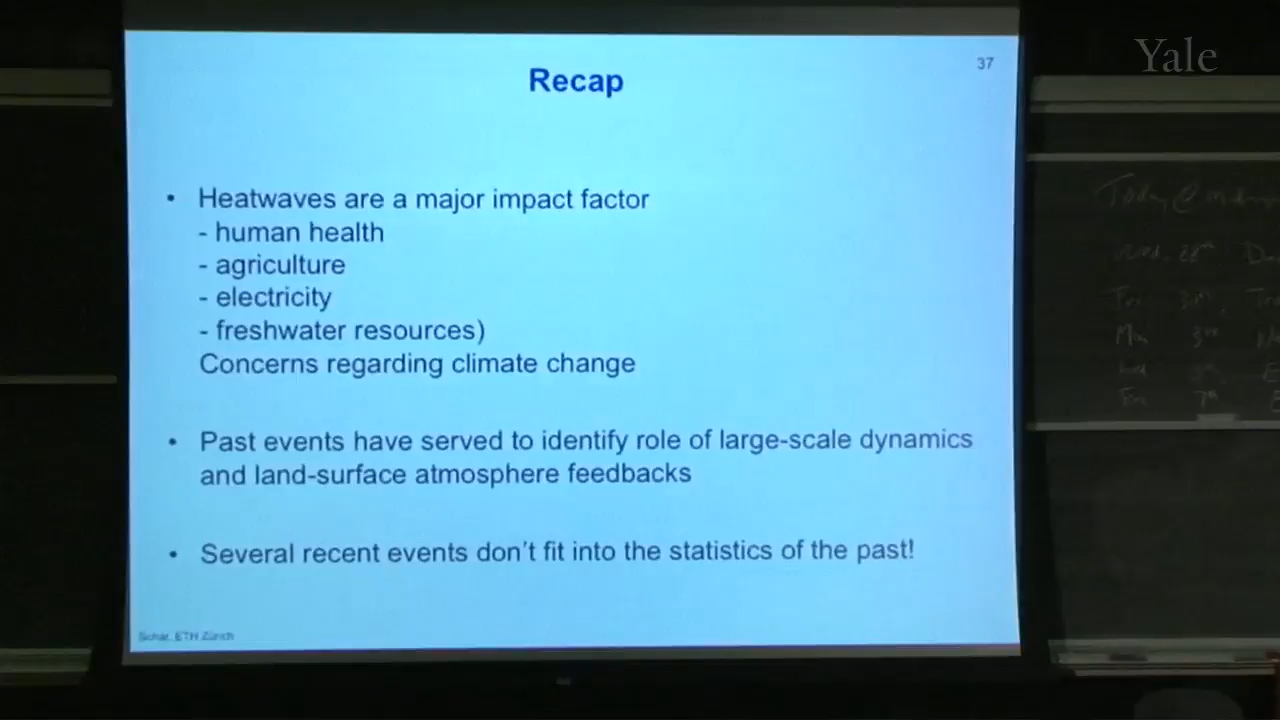 Yale
37
Recap
• Heatwaves are a major impact factor
- human health
- agriculture
- electricity
- freshwater resources)
Concerns regarding climate change
• Past events have served to identify role of large-scale dynamics
and land-surface atmosphere feedbacks
• Several recent events don't fit into the statistics of the past!
Schär, ETH Zürich
Today @